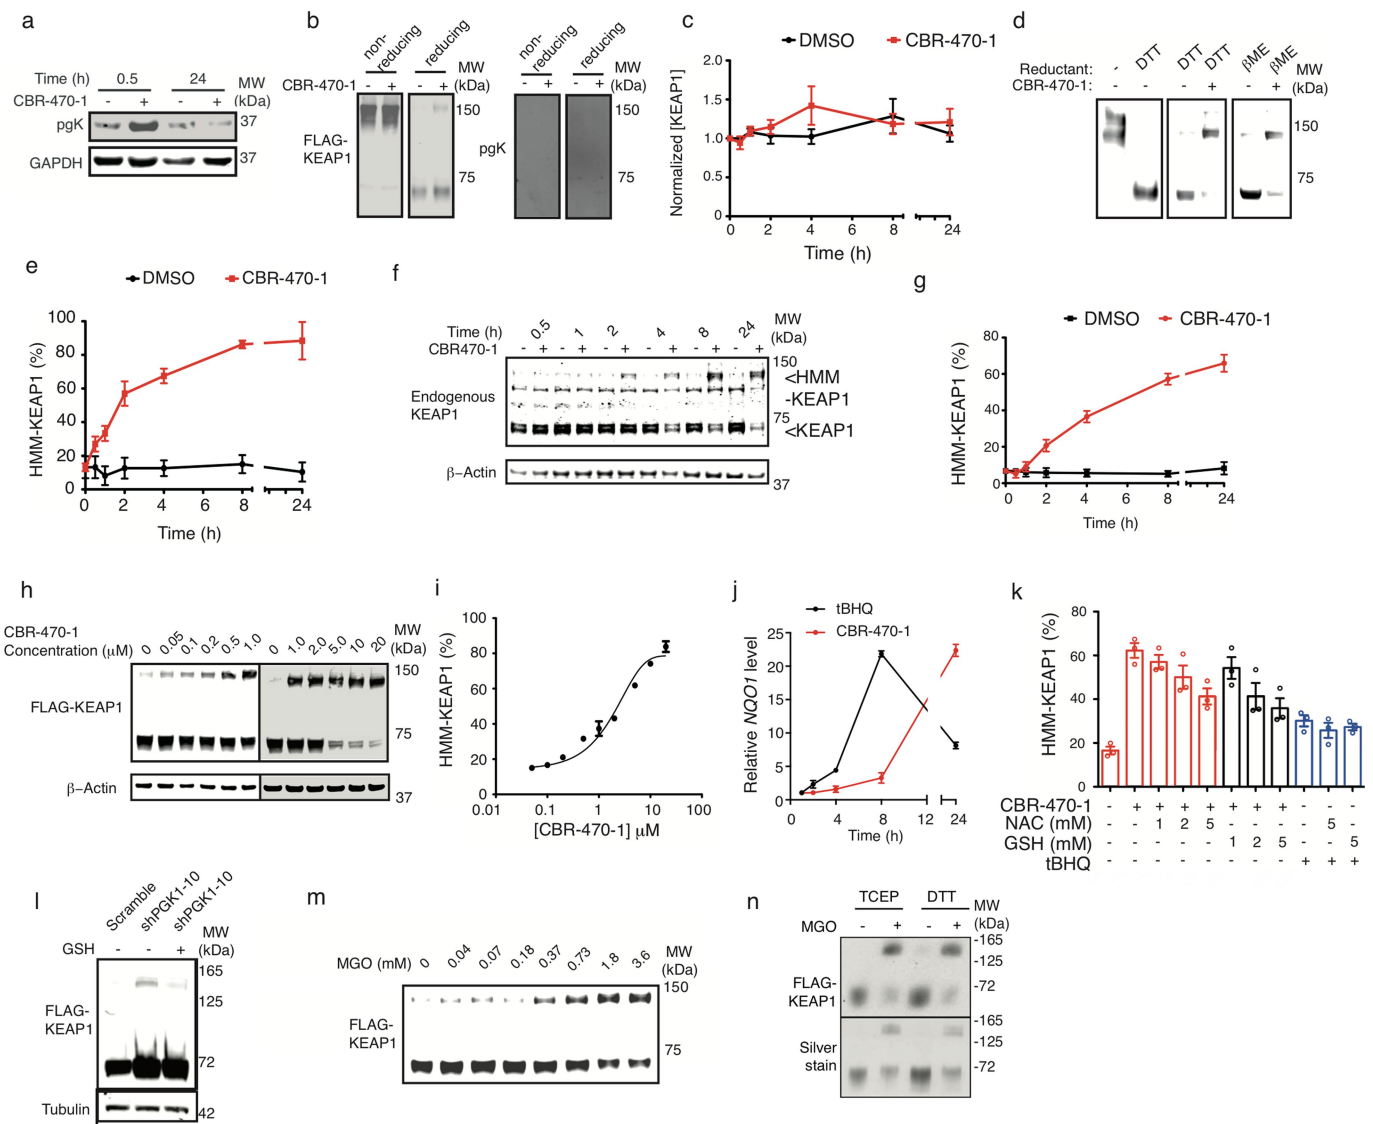 a
Time (h) 0.5 24 MW
CBR-470-1 - + - + (kDa)
pgK 37
GAPDH 37
b
non-reducing reducing non-reducing reducing
MW MW
CBR-470-1 - + - + (kDa) - + - + (kDa)
150 150
FLAG-
KEAP1
pgK
75 75
c
DMSO CBR-470-1
Normalized [KEAP1]
2.0
1.5
1.0
0.5
0
0 2 4 6 8 24
Time (h)
d
Reductant: - DTT DTT DTT βME βME MW
CBR-470-1: - - - + - + (kDa)
150
75
e
DMSO CBR-470-1
HMM-KEAP1 (%)
100
80
60
40
20
0
0 2 4 6 8 24
Time (h)
f
Time (h) 0.5 1 2 4 8 24 MW
CBR470-1 - + - + - + - + - + - + (kDa)
150
<HMM
-KEAP1
Endogenous
KEAP1
75
<KEAP1
β-Actin
37
g
DMSO CBR-470-1
HMM-KEAP1 (%)
80
60
40
20
0
0 2 4 6 8 24
Time (h)
h
CBR-470-1
Concentration (µM) 0 0.05 0.1 0.2 0.5 1.0 0 1.0 2.0 5.0 10 20 MW
(kDa)
150
FLAG-KEAP1
75
β-Actin
37
i
HMM-KEAP1 (%)
100
80
60
40
20
0
0.01 0.1 1 10 100
[CBR-470-1] µM
j
tBHQ
CBR-470-1
Relative NQO1 level
25
20
15
10
5
0
0 4 8 12 24
Time (h)
k
HMM-KEAP1 (%)
80
60
40
20
0
CBR-470-1 - + + + + + + + - - -
NAC (mM) - - 1 2 5 - - - - 5 -
GSH (mM) - - - - - 1 2 5 - - 5
tBHQ - - - - - - - - + + +
l
Scramble shPGK1-10 shPGK1-10
MW
GSH - - + (kDa)
165
125
FLAG-
KEAP1
72
Tubulin 42
m
MGO (mM) 0 0.04 0.07 0.18 0.37 0.73 1.8 3.6 MW
(kDa)
150
FLAG-
KEAP1
75
n
TCEP DTT MW
MGO - + - + (kDa)
-165
-125
FLAG-
KEAP1
-72
-165
-125
Silver
stain
-72